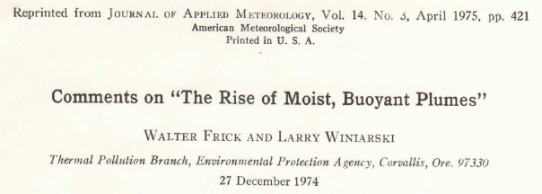 Reprinted from JOURNAL OF APPLIED METEOROLOGY, Vol. 14. No. 3, April 1975, pp. 421
American Meteorological Society
Printed in U. S. A.
Comments on "The Rise of Moist, Buoyant Plumes"
WALTER FRICK AND LARRY WINIARSKI
Thermal Pollution Branch, Environmental Protection Agency, Corvallis, Ore. 97330
27 December 1974